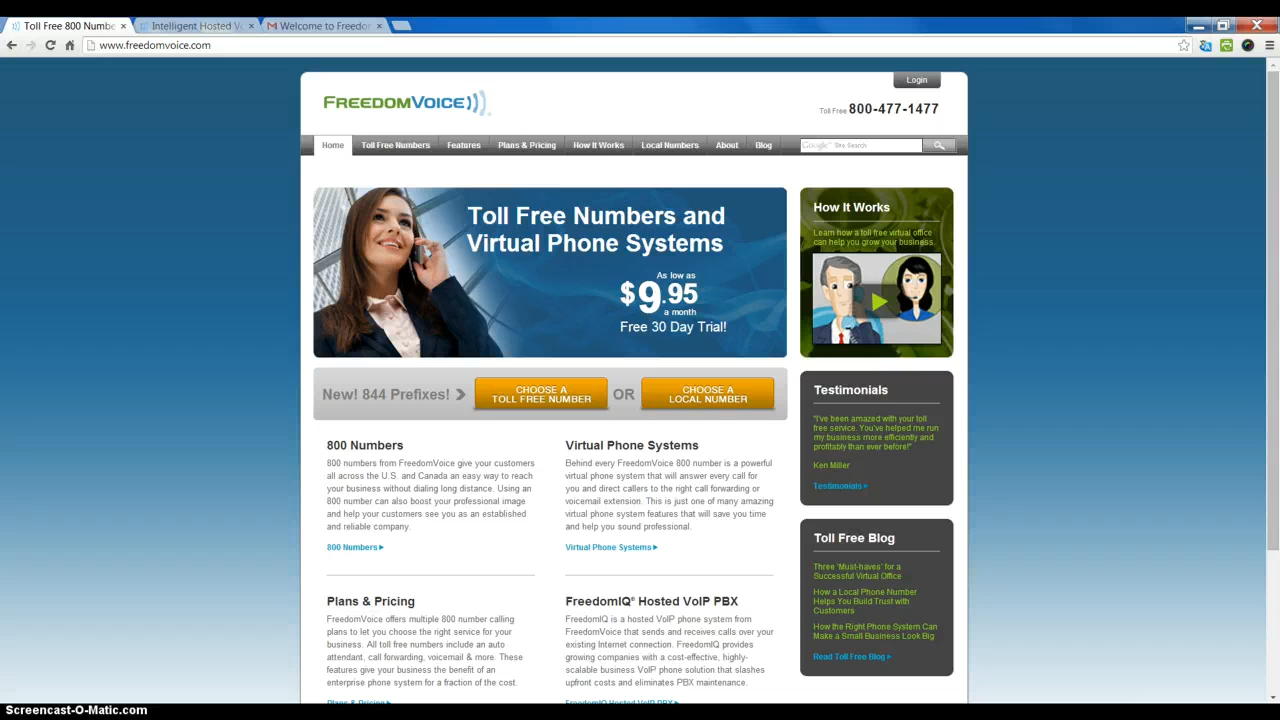 Toll Free 800 Numbe
Intelligent Hosted Vo
Welcome to Freedom
www.freedomvoice.com
Login
FREEDOMVOICE
Toll Free 800-477-1477
Home
Toll Free Numbers
Features
Plans & Pricing
How It Works
Local Numbers
About
Blog
Google Site Search
Toll Free Numbers and
Virtual Phone Systems
As low as
$9.95
a month
Free 30 Day Trial!
How It Works
Learn how a toll free virtual office
can help you grow your business.
New! 844 Prefixes!
CHOOSE A
TOLL FREE NUMBER
OR
CHOOSE A
LOCAL NUMBER
800 Numbers
800 numbers from FreedomVoice give your customers
all across the U.S. and Canada an easy way to reach
your business without dialing long distance. Using an
800 number can also boost your professional image
and help your customers see you as an established
and reliable company.
800 Numbers
Virtual Phone Systems
Behind every FreedomVoice 800 number is a powerful
virtual phone system that will answer every call for
you and direct callers to the right call forwarding or
voicemail extension. This is just one of many amazing
virtual phone system features that will save you time
and help you sound professional.
Virtual Phone Systems
Testimonials
"I've been amazed with your toll
free service. You've helped me run
my business more efficiently and
profitably than ever before!"
Ken Miller
Testimonials
Plans & Pricing
FreedomVoice offers multiple 800 number calling
plans to let you choose the right service for your
business. All toll free numbers include an auto
attendant, call forwarding, voicemail & more. These
features give your business the benefit of an
enterprise phone system for a fraction of the cost.
Plans & Pricing
FreedomIQ® Hosted VoIP PBX
FreedomIQ is a hosted VoIP phone system from
FreedomVoice that sends and receives calls over your
existing Internet connection. FreedomIQ provides
growing companies with a cost-effective, highly-
scalable business VoIP phone solution that slashes
upfront costs and eliminates PBX maintenance.
FreedomIQ Hosted VoIP PBX
Toll Free Blog
Three 'Must-haves' for a
Successful Virtual Office
How a Local Phone Number
Helps You Build Trust with
Customers
How the Right Phone System Can
Make a Small Business Look Big
Read Toll Free Blog
Screencast-O-Matic.com